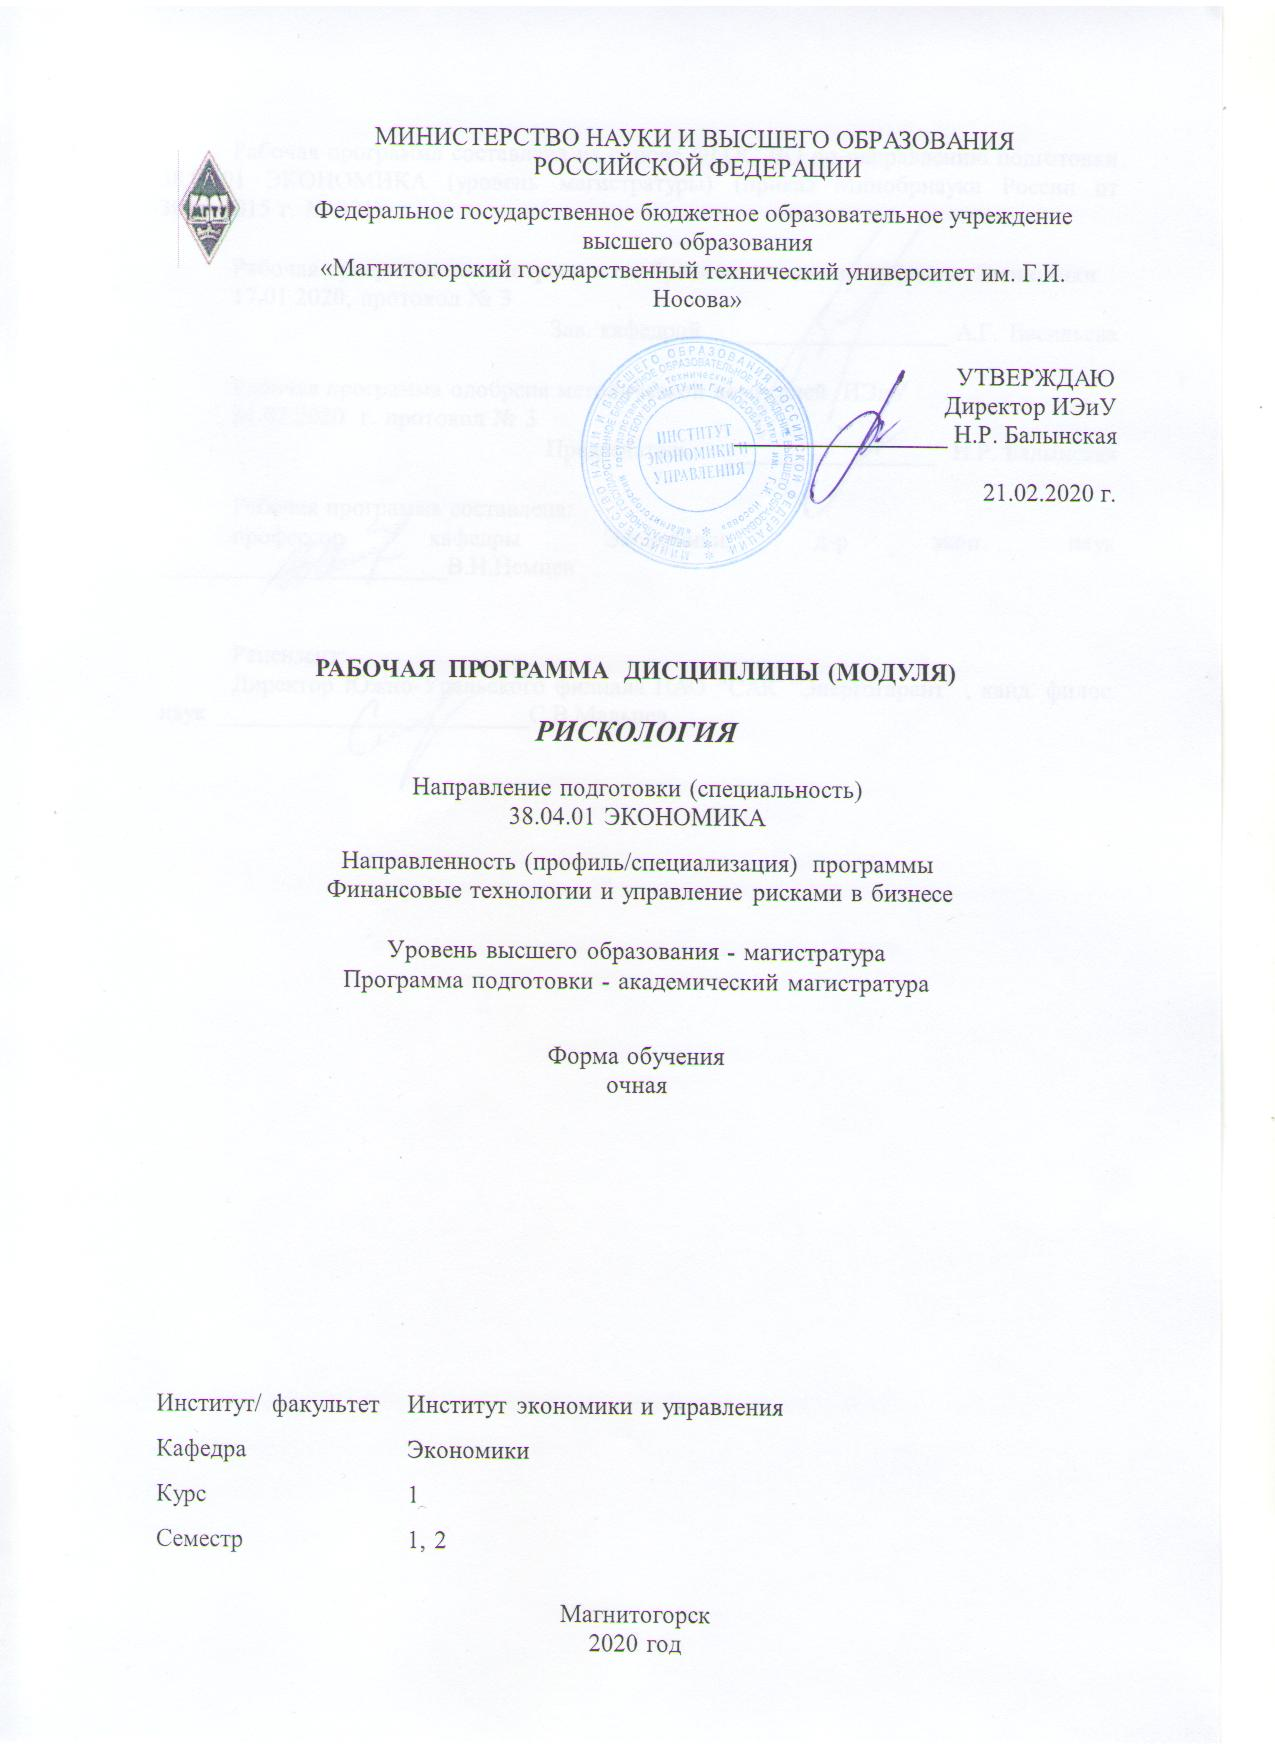 МИНИСТЕРСТВО НАУКИ И ВЫСШЕГО ОБРАЗОВАНИЯ
РОССИЙСКОЙ ФЕДЕРАЦИИ
МГТУ
Федеральное государственное бюджетное образовательное учреждение
высшего образования
«Магнитогорский государственный технический университет им. Г.И.
Носова»
ИНСТИТУТ
ЭКОНОМИКИ И
УПРАВЛЕНИЯ
УТВЕРЖДАЮ
Директор ИЭиУ
Н.Р. Балынская
21.02.2020 г.
РАБОЧАЯ ПРОГРАММА ДИСЦИПЛИНЫ (МОДУЛЯ)
РИСКОЛОГИЯ
Направление подготовки (специальность)
38.04.01 ЭКОНОМИКА
Направленность (профиль/специализация) программы
Финансовые технологии и управление рисками в бизнесе
Уровень высшего образования - магистратура
Программа подготовки - академический магистратура
Форма обучения
очная
Институт/ факультет Институт экономики и управления
Кафедра Экономики
Курс 1
Семестр 1, 2
Магнитогорск
2020 год